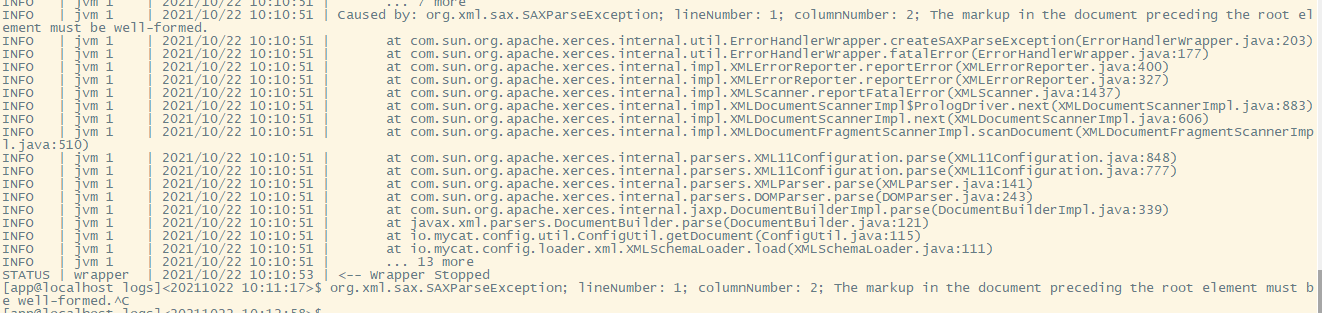 INFO | jvm 1 | 2021/10/22 10:10:51 | ... 7 more
INFO | jvm 1 | 2021/10/22 10:10:51 | Caused by: org.xml.sax.SAXParseException; lineNumber: 1; columnNumber: 2; The markup in the document preceding the root el
ement must be well-formed.
INFO | jvm 1 | 2021/10/22 10:10:51 | at com.sun.org.apache.xerces.internal.util.ErrorHandlerWrapper.createSAXParseException(ErrorHandlerWrapper.java:203)
INFO | jvm 1 | 2021/10/22 10:10:51 | at com.sun.org.apache.xerces.internal.util.ErrorHandlerWrapper.fatalError(ErrorHandlerWrapper.java:177)
INFO | jvm 1 | 2021/10/22 10:10:51 | at com.sun.org.apache.xerces.internal.impl.XMLErrorReporter.reportError(XMLErrorReporter.java:400)
INFO | jvm 1 | 2021/10/22 10:10:51 | at com.sun.org.apache.xerces.internal.impl.XMLErrorReporter.reportError(XMLErrorReporter.java:327)
INFO | jvm 1 | 2021/10/22 10:10:51 | at com.sun.org.apache.xerces.internal.impl.XMLScanner.reportFatalError(XMLScanner.java:1437)
INFO | jvm 1 | 2021/10/22 10:10:51 | at com.sun.org.apache.xerces.internal.impl.XMLDocumentScannerImpl$PrologDriver.next(XMLDocumentScannerImpl.java:883)
INFO | jvm 1 | 2021/10/22 10:10:51 | at com.sun.org.apache.xerces.internal.impl.XMLDocumentScannerImpl.next(XMLDocumentScannerImpl.java:606)
INFO | jvm 1 | 2021/10/22 10:10:51 | at com.sun.org.apache.xerces.internal.impl.XMLDocumentFragmentScannerImpl.scanDocument(XMLDocumentFragmentScannerImp
l.java:510)
INFO | jvm 1 | 2021/10/22 10:10:51 | at com.sun.org.apache.xerces.internal.parsers.XML11Configuration.parse(XML11Configuration.java:848)
INFO | jvm 1 | 2021/10/22 10:10:51 | at com.sun.org.apache.xerces.internal.parsers.XML11Configuration.parse(XML11Configuration.java:777)
INFO | jvm 1 | 2021/10/22 10:10:51 | at com.sun.org.apache.xerces.internal.parsers.XMLParser.parse(XMLParser.java:141)
INFO | jvm 1 | 2021/10/22 10:10:51 | at com.sun.org.apache.xerces.internal.parsers.DOMParser.parse(DOMParser.java:243)
INFO | jvm 1 | 2021/10/22 10:10:51 | at com.sun.org.apache.xerces.internal.jaxp.DocumentBuilderImpl.parse(DocumentBuilderImpl.java:339)
INFO | jvm 1 | 2021/10/22 10:10:51 | at javax.xml.parsers.DocumentBuilder.parse(DocumentBuilder.java:121)
INFO | jvm 1 | 2021/10/22 10:10:51 | at io.mycat.config.util.ConfigUtil.getDocument(ConfigUtil.java:115)
INFO | jvm 1 | 2021/10/22 10:10:51 | at io.mycat.config.loader.xml.XMLSchemaLoader.load(XMLSchemaLoader.java:111)
INFO | jvm 1 | 2021/10/22 10:10:51 | ... 13 more
STATUS | wrapper | 2021/10/22 10:10:53 | <-- Wrapper Stopped
[app@localhost logs]<20211022 10:11:17>$ org.xml.sax.SAXParseException; lineNumber: 1; columnNumber: 2; The markup in the document preceding the root element must b
e well-formed.^C
[app@localhost logs]<20211022 10:13:58>$